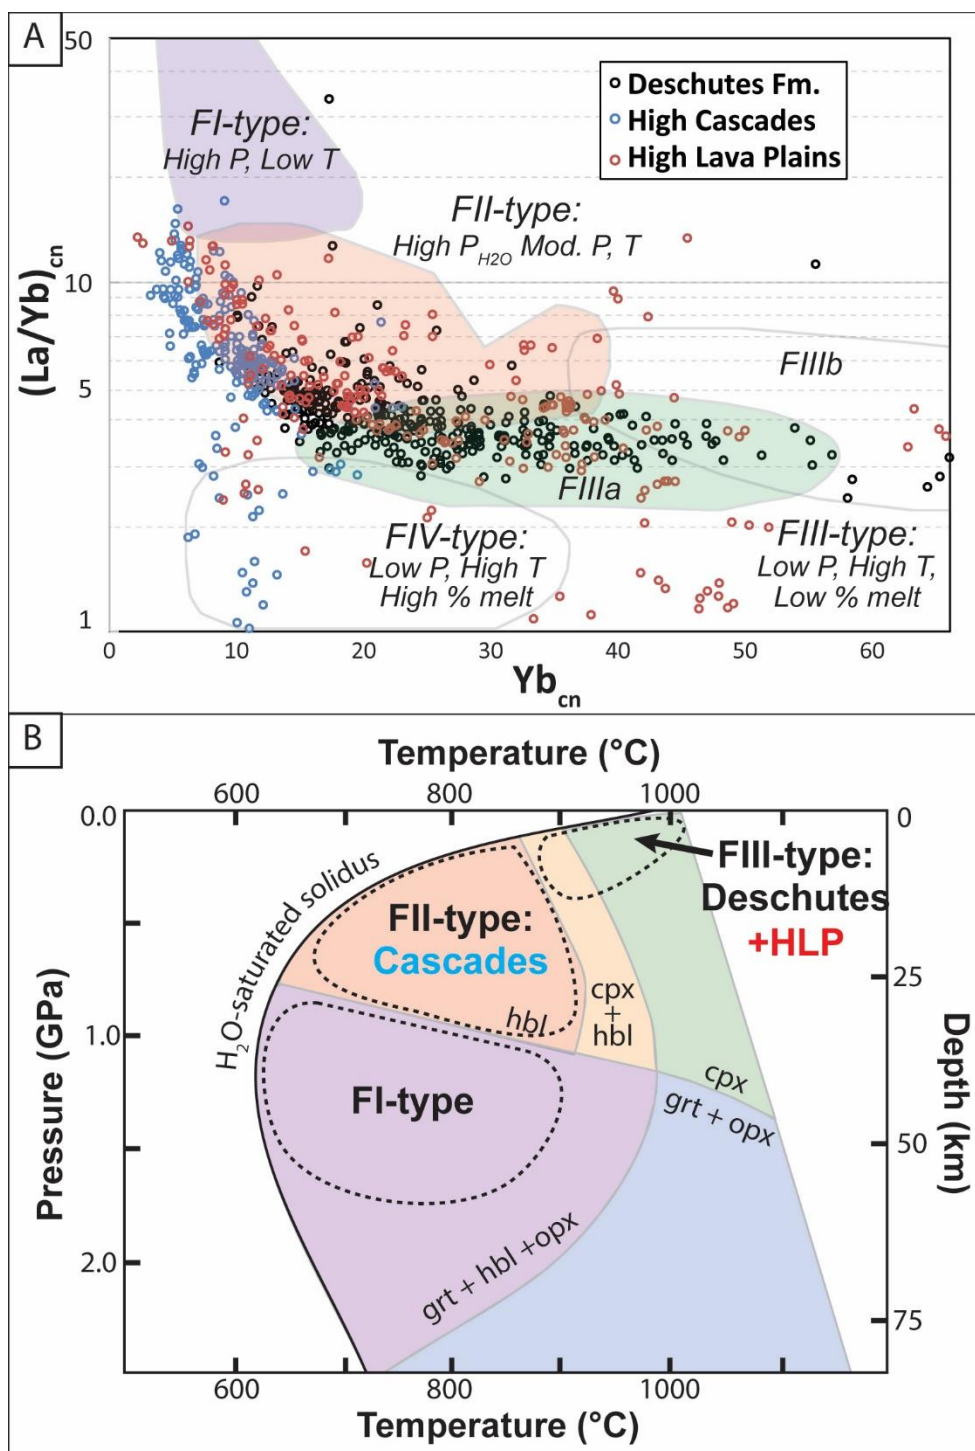 A
50
10
5
1
(La/Yb)cn
Deschutes Fm.
High Cascades
High Lava Plains
FI-type:
High P, Low T
FII-type:
High PH2O Mod. P, T
FIIIb
FIIIa
FIV-type:
Low P, High T
High % melt
FIII-type:
Low P, High T,
Low % melt
0 10 20 30 40 50 60
Ybcn
B
Temperature (°C)
600 800 1000
0.0
1.0
2.0
Pressure (GPa)
0
25
50
75
Depth (km)
H2O-saturated solidus
FII-type:
Cascades
hbl
cpx
+
hbl
FIII-type:
Deschutes
+HLP
cpx
grt + opx
FI-type
grt + hbl +opx
600 800 1000
Temperature (°C)